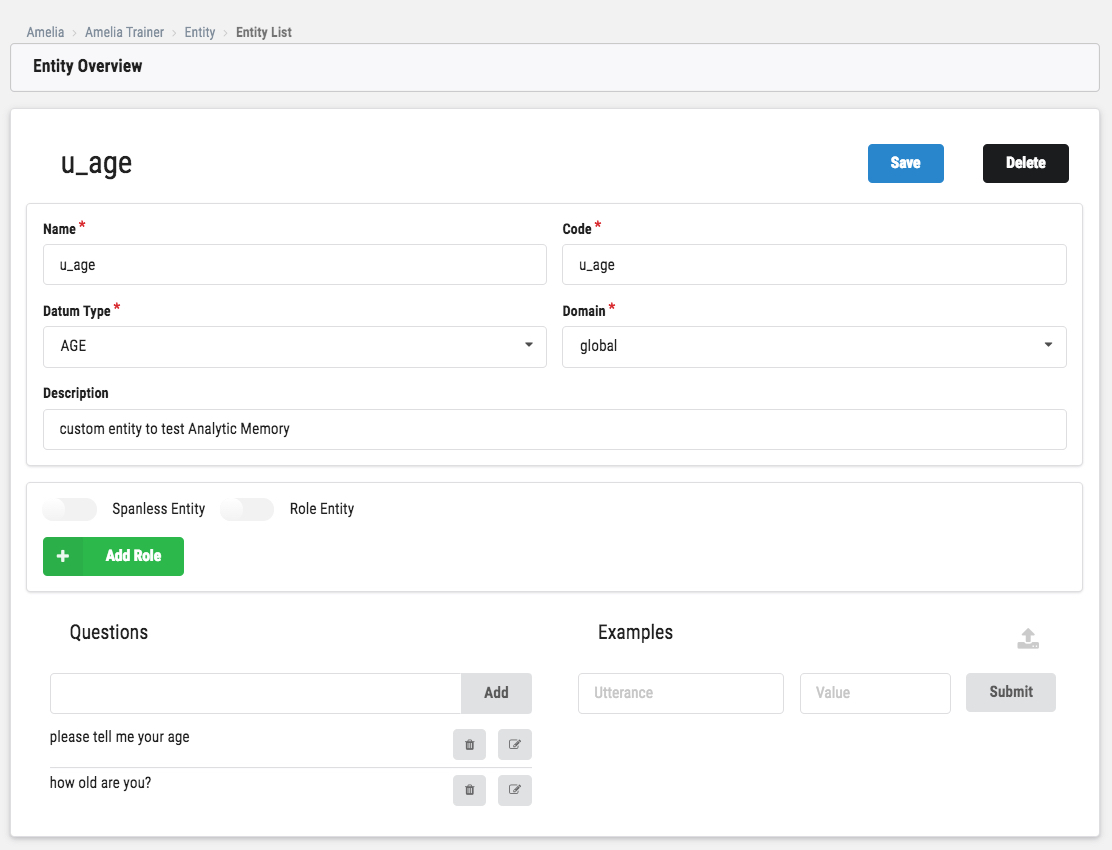 Amelia › Amelia Trainer › Entity › Entity List
Entity Overview
u_age
Save
Delete
Name *
Code *
u_age
u_age
Datum Type *
Domain *
AGE
global
Description
custom entity to test Analytic Memory
Spanless Entity
Role Entity
+ Add Role
Questions
Examples
Add
Utterance
Value
Submit
please tell me your age
how old are you?